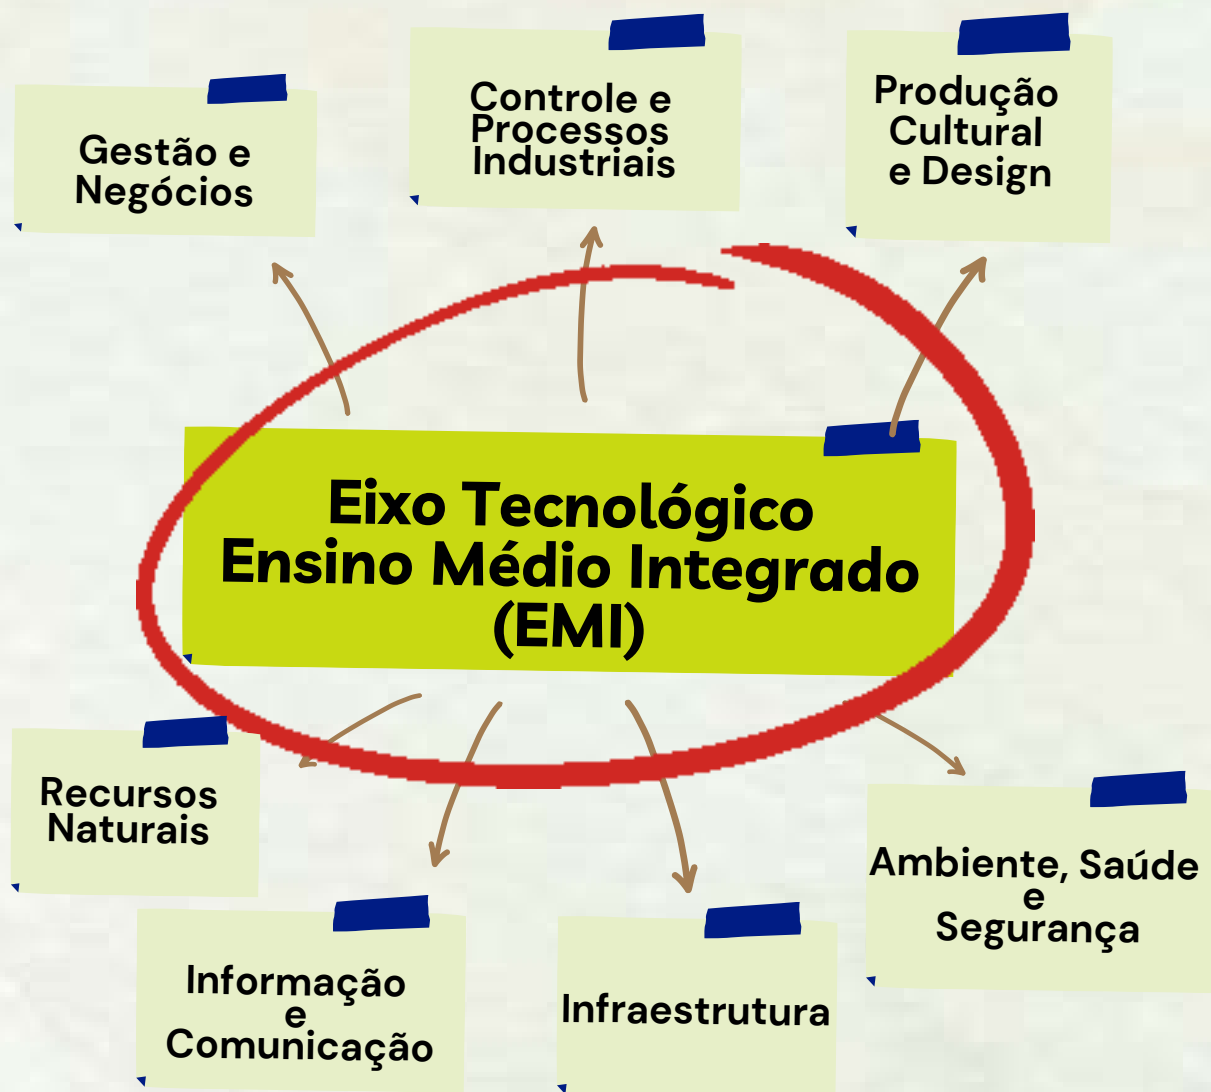 Gestão e
Negócios
Controle e
Processos
Industriais
Produção
Cultural
e Design
Eixo Tecnológico
Ensino Médio Integrado
(EMI)
Recursos
Naturais
Informação
e
Comunicação
Infraestrutura
Ambiente, Saúde
e
Segurança